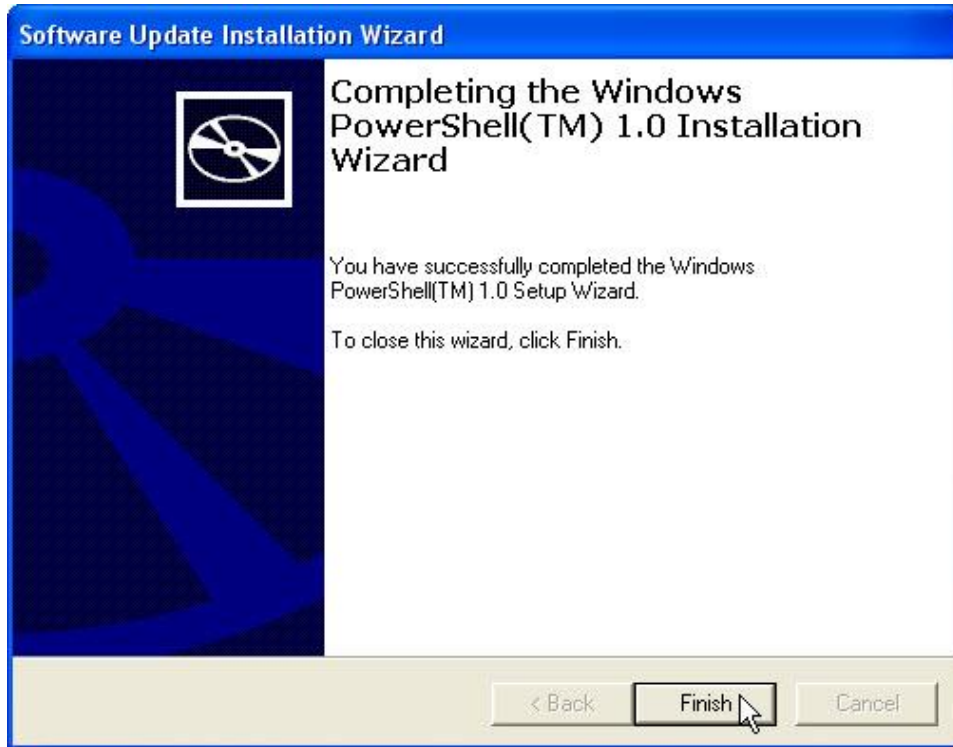 Software Update Installation Wizard
Completing the Windows
PowerShell(TM) 1.0 Installation
Wizard
You have successfully completed the Windows
PowerShell(TM) 1.0 Setup Wizard.
To close this wizard, click Finish.
< Back
Finish
Cancel